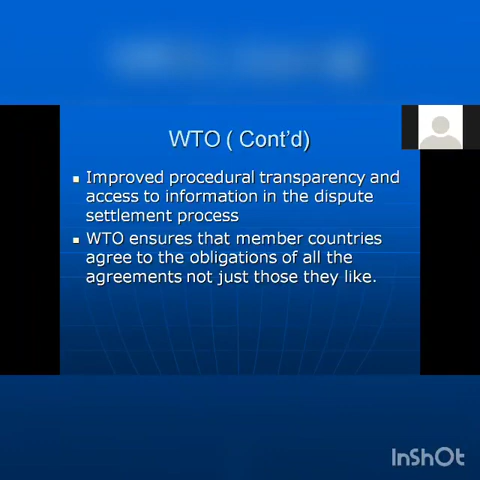 WTO ( Cont'd)
Improved procedural transparency and
access to information in the dispute
settlement process
WTO ensures that member countries
agree to the obligations of all the
agreements not just those they like.
InShOt